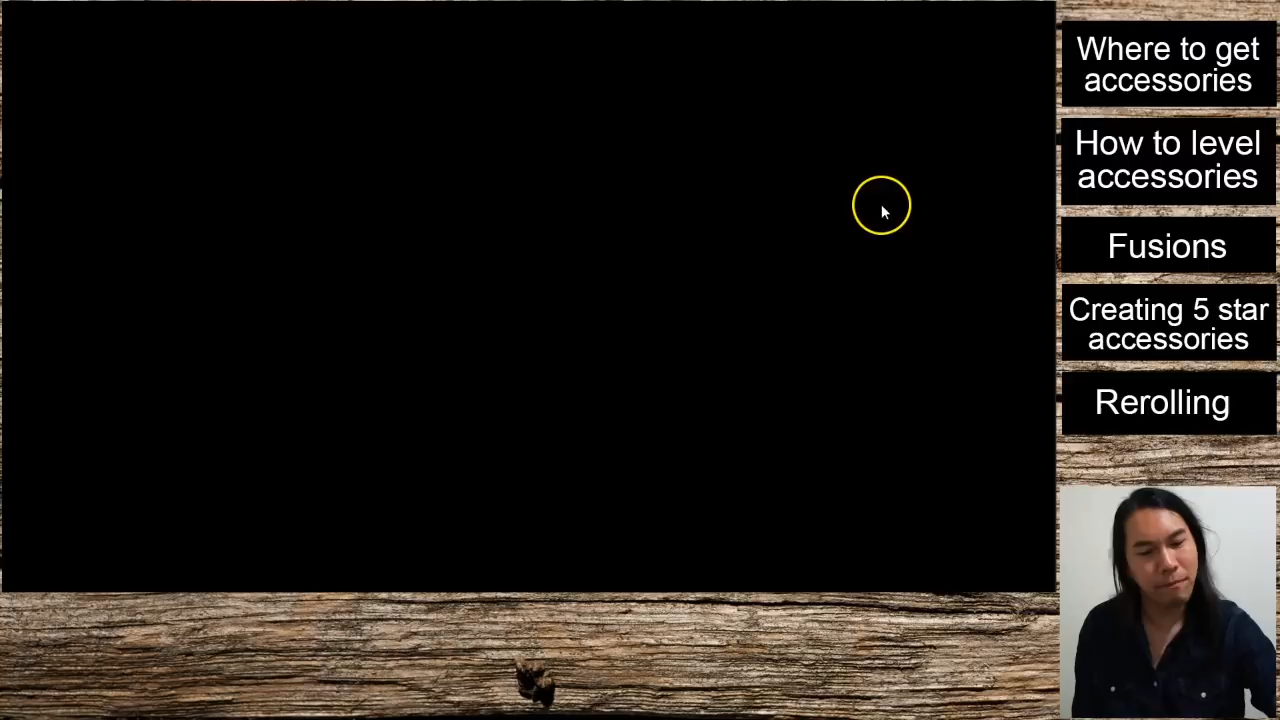 Where to get
accessories
How to level
accessories
Fusions
Creating 5 star
accessories
Rerolling